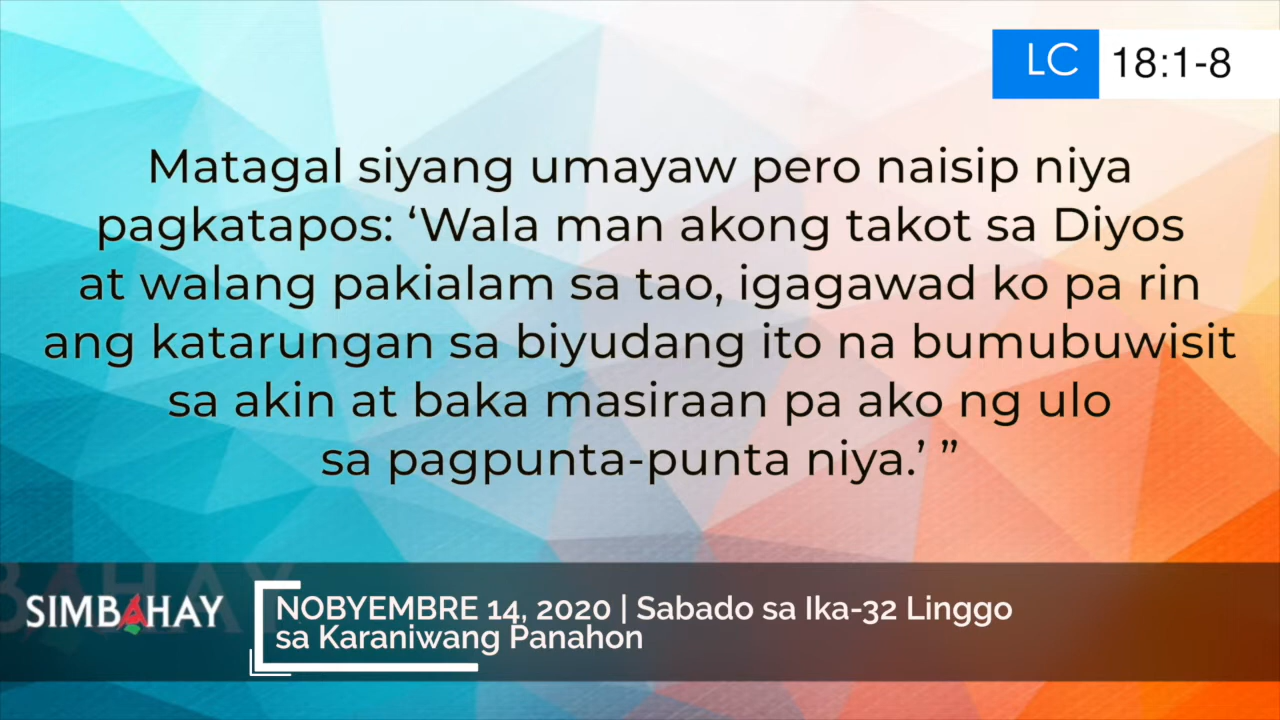 LC 18:1-8
Matagal siyang umayaw pero naisip niya
pagkatapos: ‘Wala man akong takot sa Diyos
at walang pakialam sa tao, igagawad ko pa rin
ang katarungan sa biyudang ito na bumubuwisit
sa akin at baka masiraan pa ako ng ulo
sa pagpunta-punta niya.’ ”
SIMBAHAY
NOBYEMBRE 14, 2020 | Sabado sa Ika-32 Linggo
sa Karaniwang Panahon